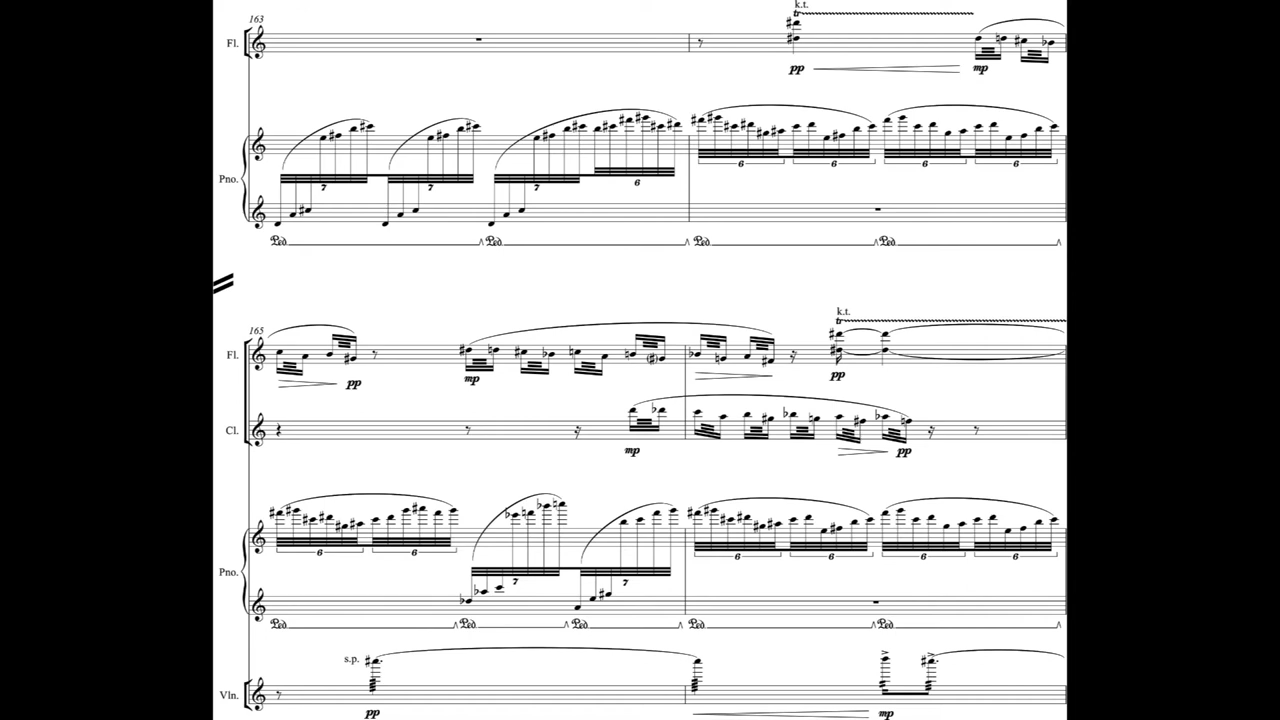 163
k.t.
tr
Fl.
pp mp
Pno.
7 7 7 6 6 6 6 6
Ped Ped Ped Ped
165
k.t.
tr
Fl.
pp mp pp
Cl.
mp pp
Pno.
6 6 7 7 6 6 6 6
Ped Ped Ped Ped Ped
s.p.
Vln.
pp mp